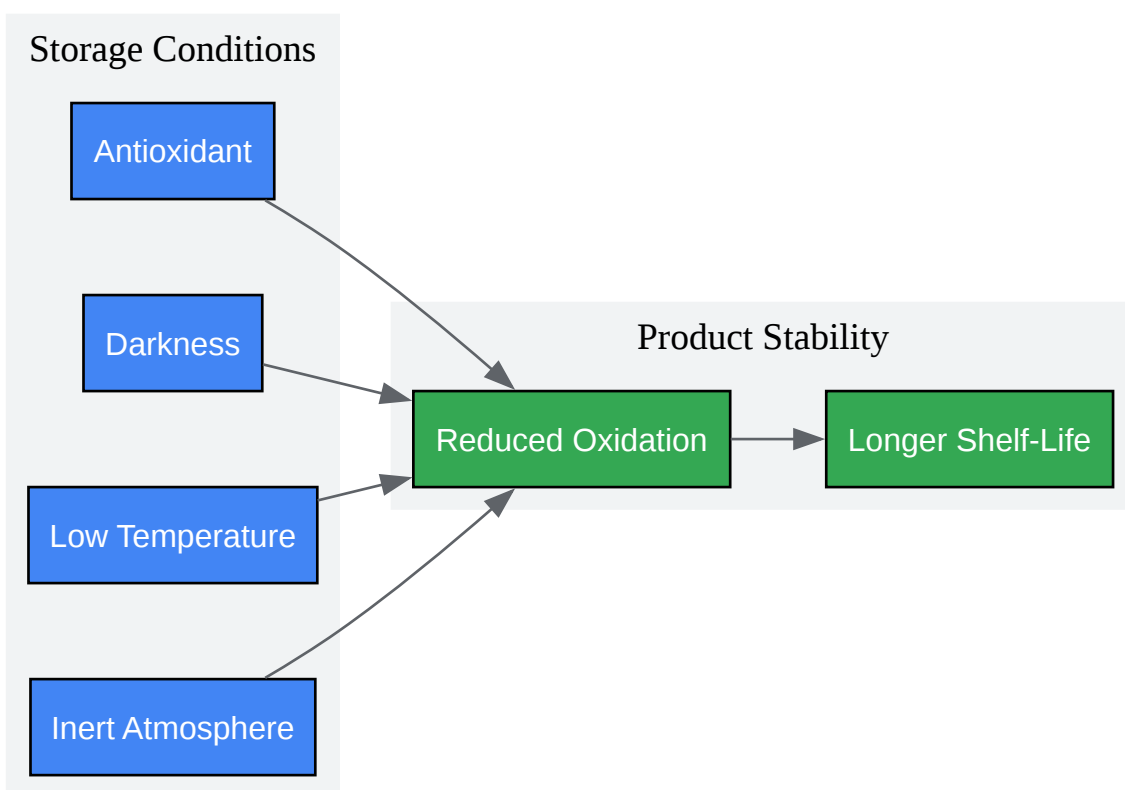 Storage Conditions
Antioxidant
Darkness
Low Temperature
Inert Atmosphere
Product Stability
Reduced Oxidation
Longer Shelf-Life